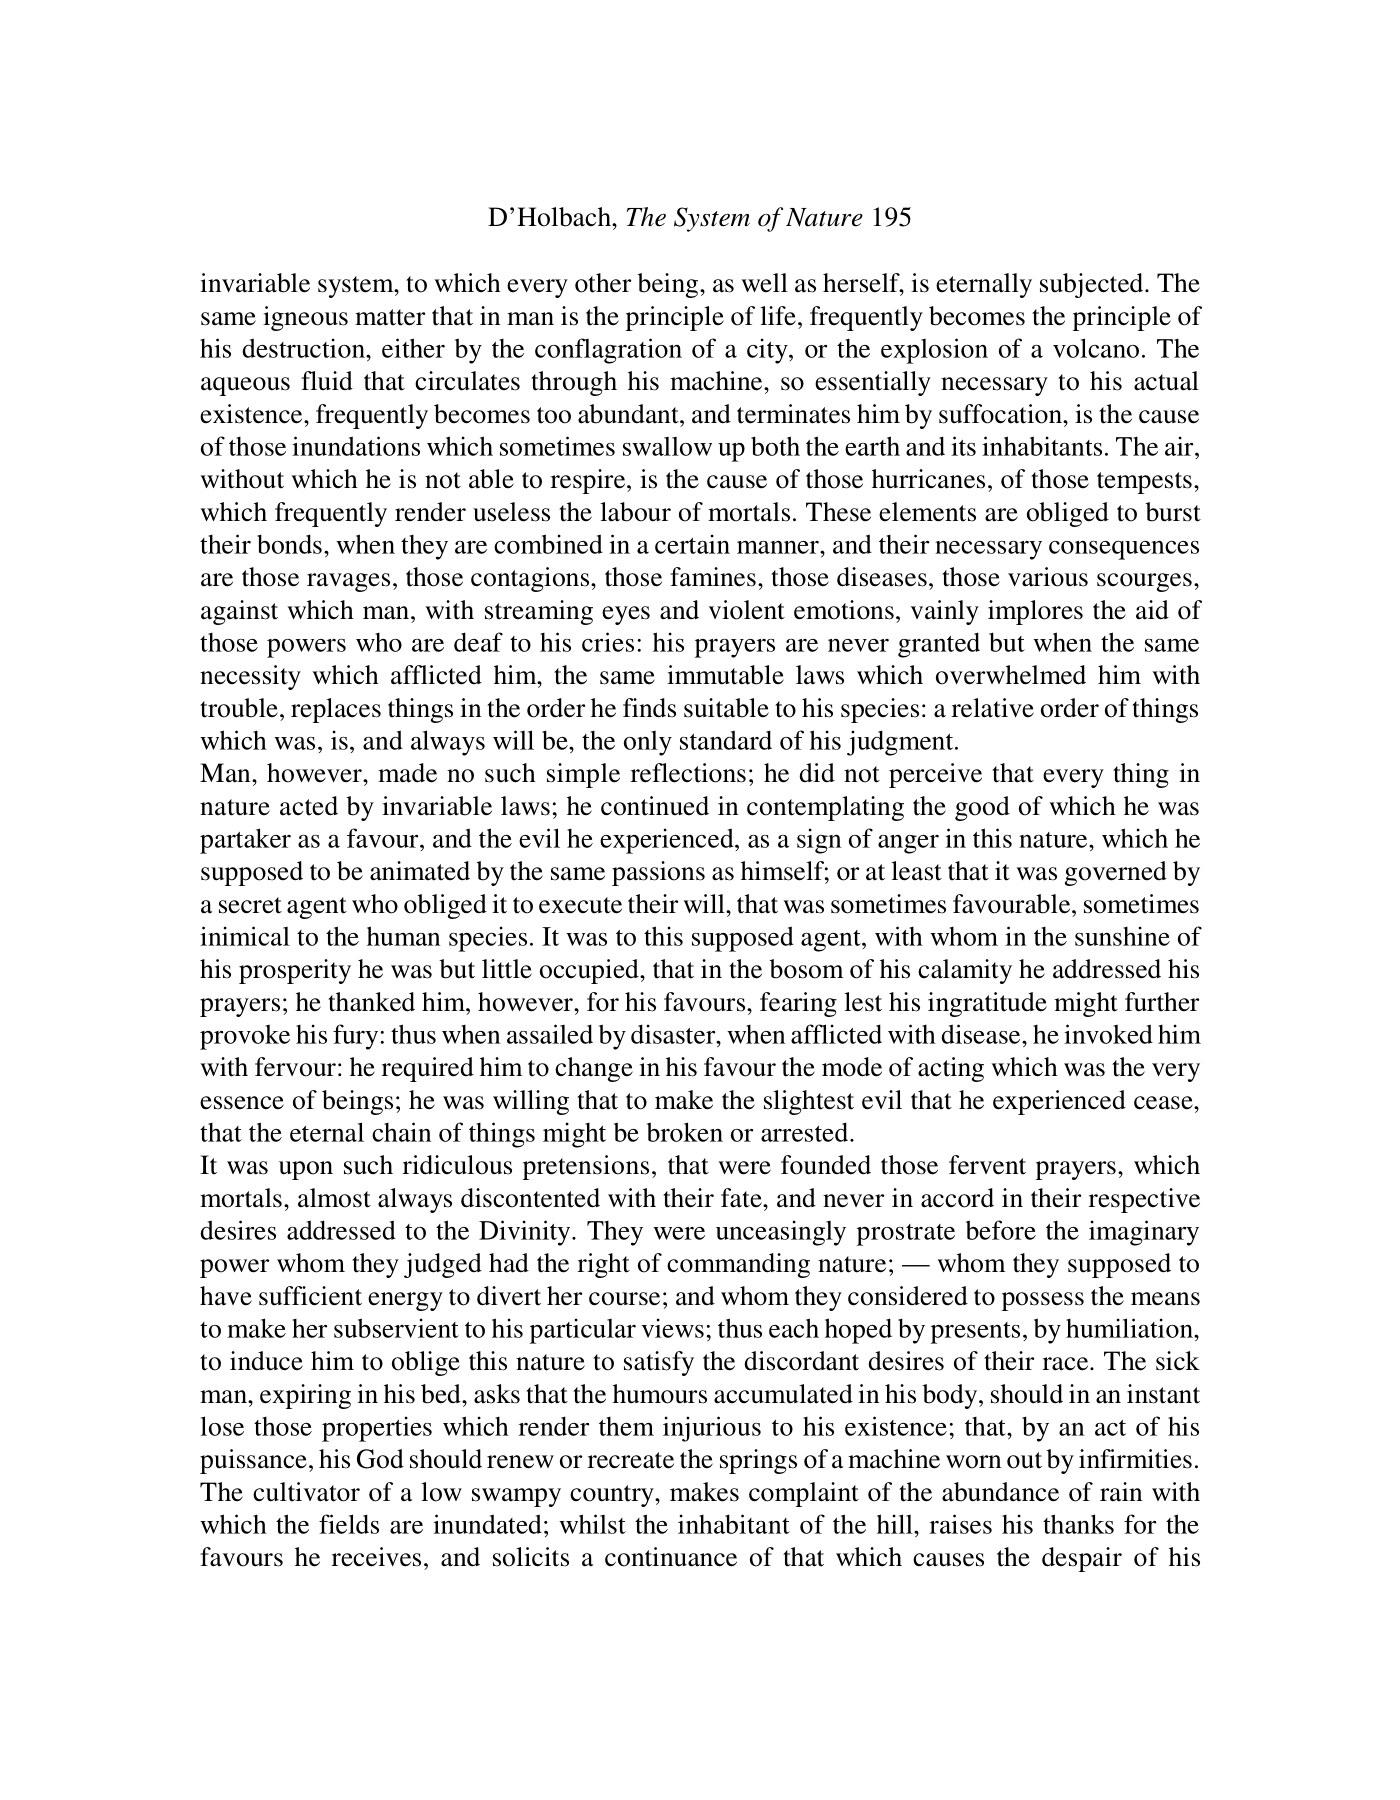 D’Holbach, The System of Nature 195
invariable system, to which every other being, as well as herself, is eternally subjected. The
same igneous matter that in man is the principle of life, frequently becomes the principle of
his destruction, either by the conflagration of a city, or the explosion of a volcano. The
aqueous fluid that circulates through his machine, so essentially necessary to his actual
existence, frequently becomes too abundant, and terminates him by suffocation, is the cause
of those inundations which sometimes swallow up both the earth and its inhabitants. The air,
without which he is not able to respire, is the cause of those hurricanes, of those tempests,
which frequently render useless the labour of mortals. These elements are obliged to burst
their bonds, when they are combined in a certain manner, and their necessary consequences
are those ravages, those contagions, those famines, those diseases, those various scourges,
against which man, with streaming eyes and violent emotions, vainly implores the aid of
those powers who are deaf to his cries: his prayers are never granted but when the same
necessity which afflicted him, the same immutable laws which overwhelmed him with
trouble, replaces things in the order he finds suitable to his species: a relative order of things
which was, is, and always will be, the only standard of his judgment.
Man, however, made no such simple reflections; he did not perceive that every thing in
nature acted by invariable laws; he continued in contemplating the good of which he was
partaker as a favour, and the evil he experienced, as a sign of anger in this nature, which he
supposed to be animated by the same passions as himself; or at least that it was governed by
a secret agent who obliged it to execute their will, that was sometimes favourable, sometimes
inimical to the human species. It was to this supposed agent, with whom in the sunshine of
his prosperity he was but little occupied, that in the bosom of his calamity he addressed his
prayers; he thanked him, however, for his favours, fearing lest his ingratitude might further
provoke his fury: thus when assailed by disaster, when afflicted with disease, he invoked him
with fervour: he required him to change in his favour the mode of acting which was the very
essence of beings; he was willing that to make the slightest evil that he experienced cease,
that the eternal chain of things might be broken or arrested.
It was upon such ridiculous pretensions, that were founded those fervent prayers, which
mortals, almost always discontented with their fate, and never in accord in their respective
desires addressed to the Divinity. They were unceasingly prostrate before the imaginary
power whom they judged had the right of commanding nature; — whom they supposed to
have sufficient energy to divert her course; and whom they considered to possess the means
to make her subservient to his particular views; thus each hoped by presents, by humiliation,
to induce him to oblige this nature to satisfy the discordant desires of their race. The sick
man, expiring in his bed, asks that the humours accumulated in his body, should in an instant
lose those properties which render them injurious to his existence; that, by an act of his
puissance, his God should renew or recreate the springs of a machine worn out by infirmities.
The cultivator of a low swampy country, makes complaint of the abundance of rain with
which the fields are inundated; whilst the inhabitant of the hill, raises his thanks for the
favours he receives, and solicits a continuance of that which causes the despair of his